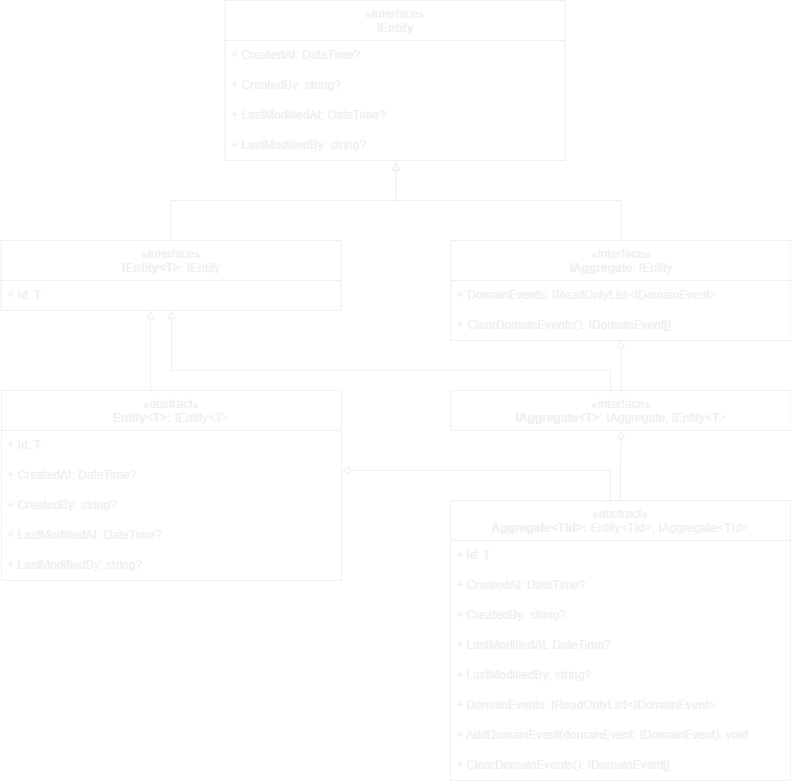 «interface»
IEntity
+ CreatedAt: DateTime?
+ CreatedBy: string?
+ LastModifiedAt: DateTime?
+ LastModifiedBy: string?
«interface»
IEntity<T>: IEntity
+ Id: T
«interface»
IAggregate: IEntity
+ DomainEvents: IReadOnlyList<IDomainEvent>
+ ClearDomainEvents(): IDomainEvent[]
«abstract»
Entity<T>: IEntity<T>
+ Id: T
+ CreatedAt: DateTime?
+ CreatedBy: string?
+ LastModifiedAt: DateTime?
+ LastModifiedBy: string?
«interface»
IAggregate<T>: IAggregate, IEntity<T>
«abstract»
Aggregate<TId>: Entity<TId>, IAggregate<TId>
+ Id: T
+ CreatedAt: DateTime?
+ CreatedBy: string?
+ LastModifiedAt: DateTime?
+ LastModifiedBy: string?
+ DomainEvents: IReadOnlyList<IDomainEvent>
+ AddDomainEvent(domainEvent: IDomainEvent): void
+ ClearDomainEvents(): IDomainEvent[]